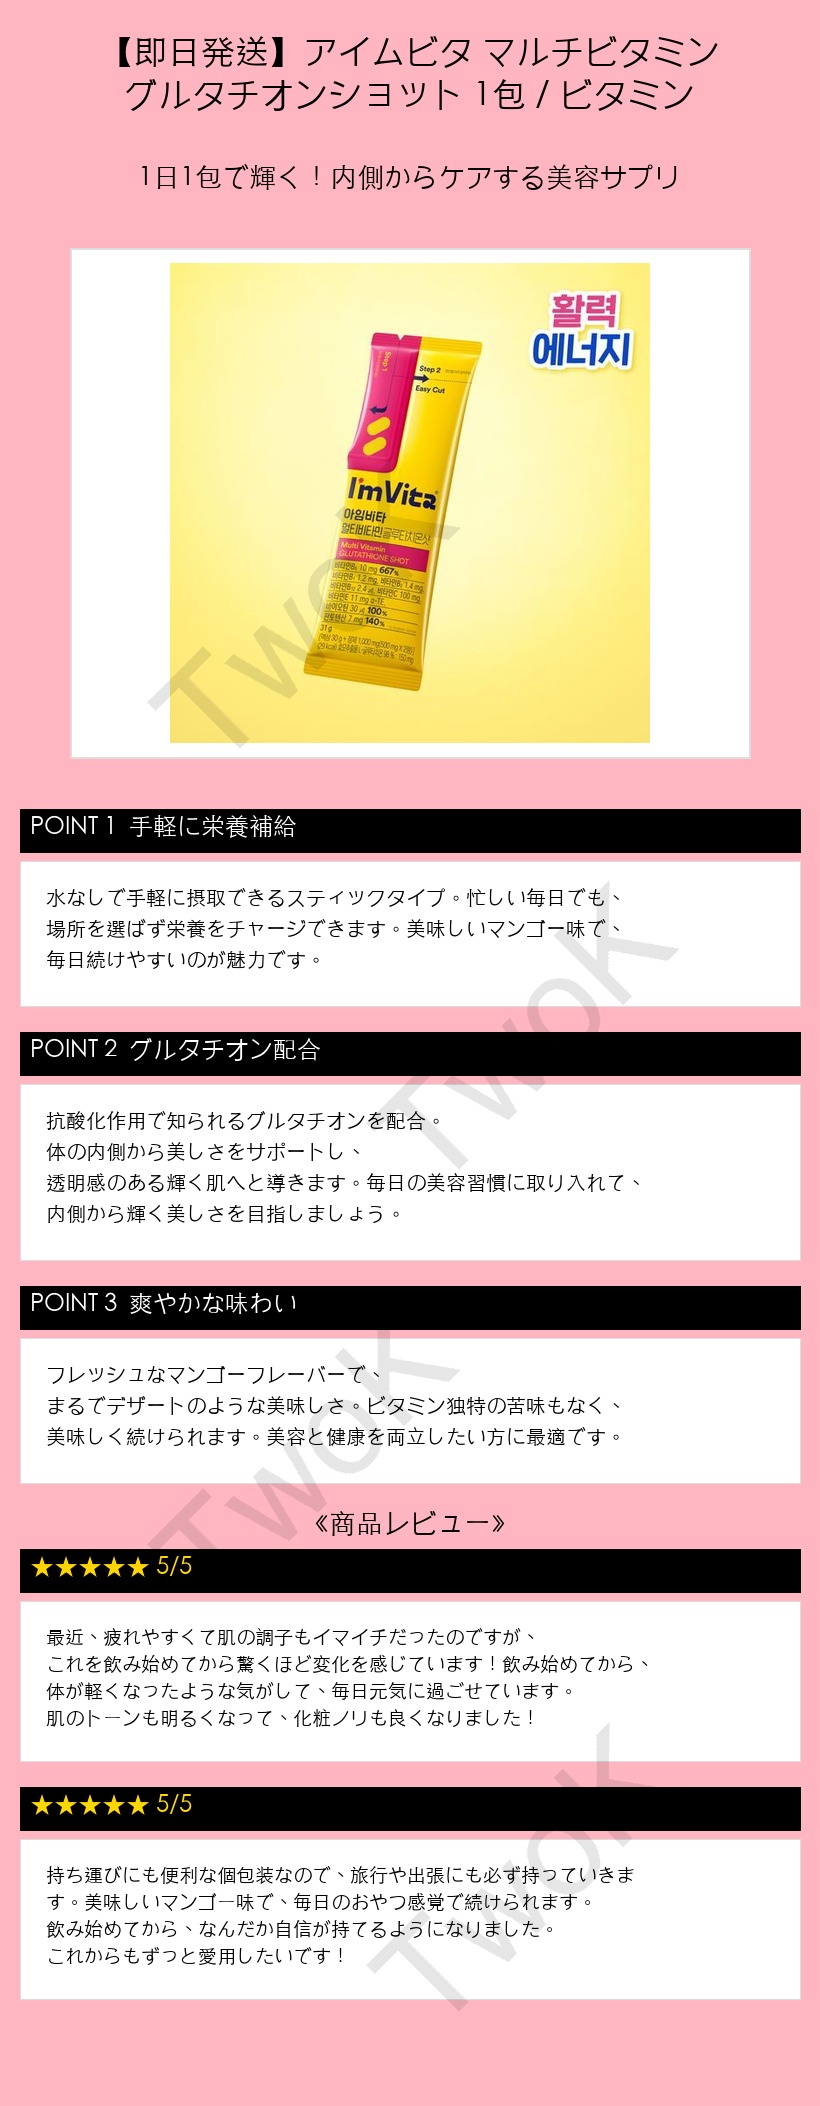 【即日発送】アイムビタ マルチビタミン
グルタチオンショット 1包 / ビタミン
1日1包で輝く！内側からケアする美容サプリ
활력
에너지
Step 1
Step 2
Easy Cut
I'mVita
아임비타
멀티비타민 글루타치온샷
Multi Vitamin
GLUTATHIONE SHOT
비타민B₆ 10 mg 667%
비타민B₁ 1.2 mg, 비타민B₂ 1.4 mg,
비타민B₁₂ 2.4 μg, 비타민C 100 mg
비타민E 11 mg α-TE,
바이오틴 30 μg 100%
판토텐산 7 mg 140%
31 g
[액상 30 g + 정제 1,000 mg(500 mg X 2정)]
TwoK
POINT 1 手軽に栄養補給
水なしで手軽に摂取できるスティックタイプ。忙しい毎日でも、
場所を選ばず栄養をチャージできます。美味しいマンゴー味で、
毎日続けやすいのが魅力です。
TwoK
POINT 2 グルタチオン配合
抗酸化作用で知られるグルタチオンを配合。
体の内側から美しさをサポートし、
透明感のある輝く肌へと導きます。毎日の美容習慣に取り入れて、
内側から輝く美しさを目指しましょう。
POINT 3 爽やかな味わい
フレッシュなマンゴーフレーバーで、
まるでデザートのような美味しさ。ビタミン独特の苦味もなく、
美味しく続けられます。美容と健康を両立したい方に最適です。
TwoK
《商品レビュー》
★★★★★ 5/5
最近、疲れやすくて肌の調子もイマイチだったのですが、
これを飲み始めてから驚くほど変化を感じています！飲み始めてから、
体が軽くなったような気がして、毎日元気に過ごせています。
肌のトーンも明るくなって、化粧ノリも良くなりました！
★★★★★ 5/5
持ち運びにも便利な個包装なので、旅行や出張にも必ず持っていきま
す。美味しいマンゴー味で、毎日のおやつ感覚で続けられます。
飲み始めてから、なんだか自信が持てるようになりました。
これからもずっと愛用したいです！
TwoK